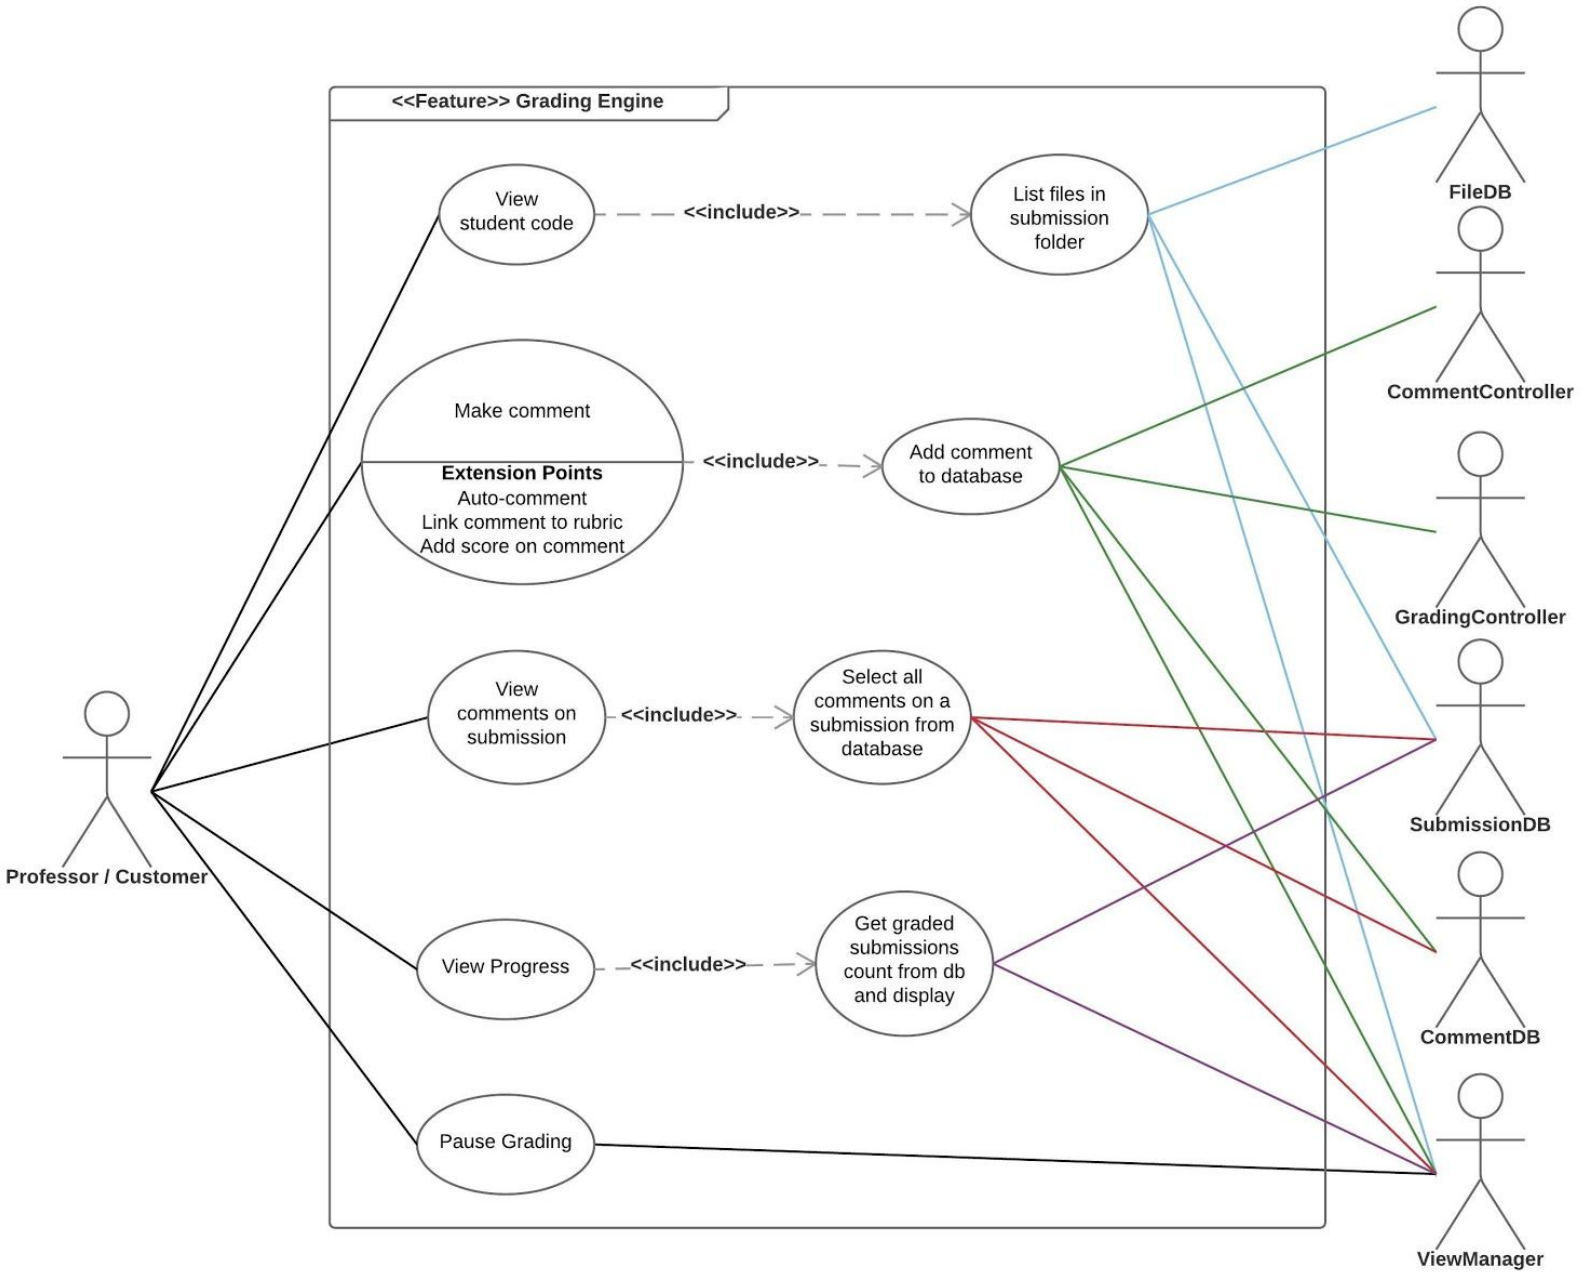 <<Feature>> Grading Engine
View
student code
<<include>>
List files in
submission
folder
FileDB
Make comment
Extension Points
Auto-comment
Link comment to rubric
Add score on comment
<<include>>
Add comment
to database
CommentController
GradingController
View
comments on
submission
<<include>>
Select all
comments on a
submission from
database
SubmissionDB
Professor / Customer
View Progress
<<include>>
Get graded
submissions
count from db
and display
CommentDB
Pause Grading
ViewManager